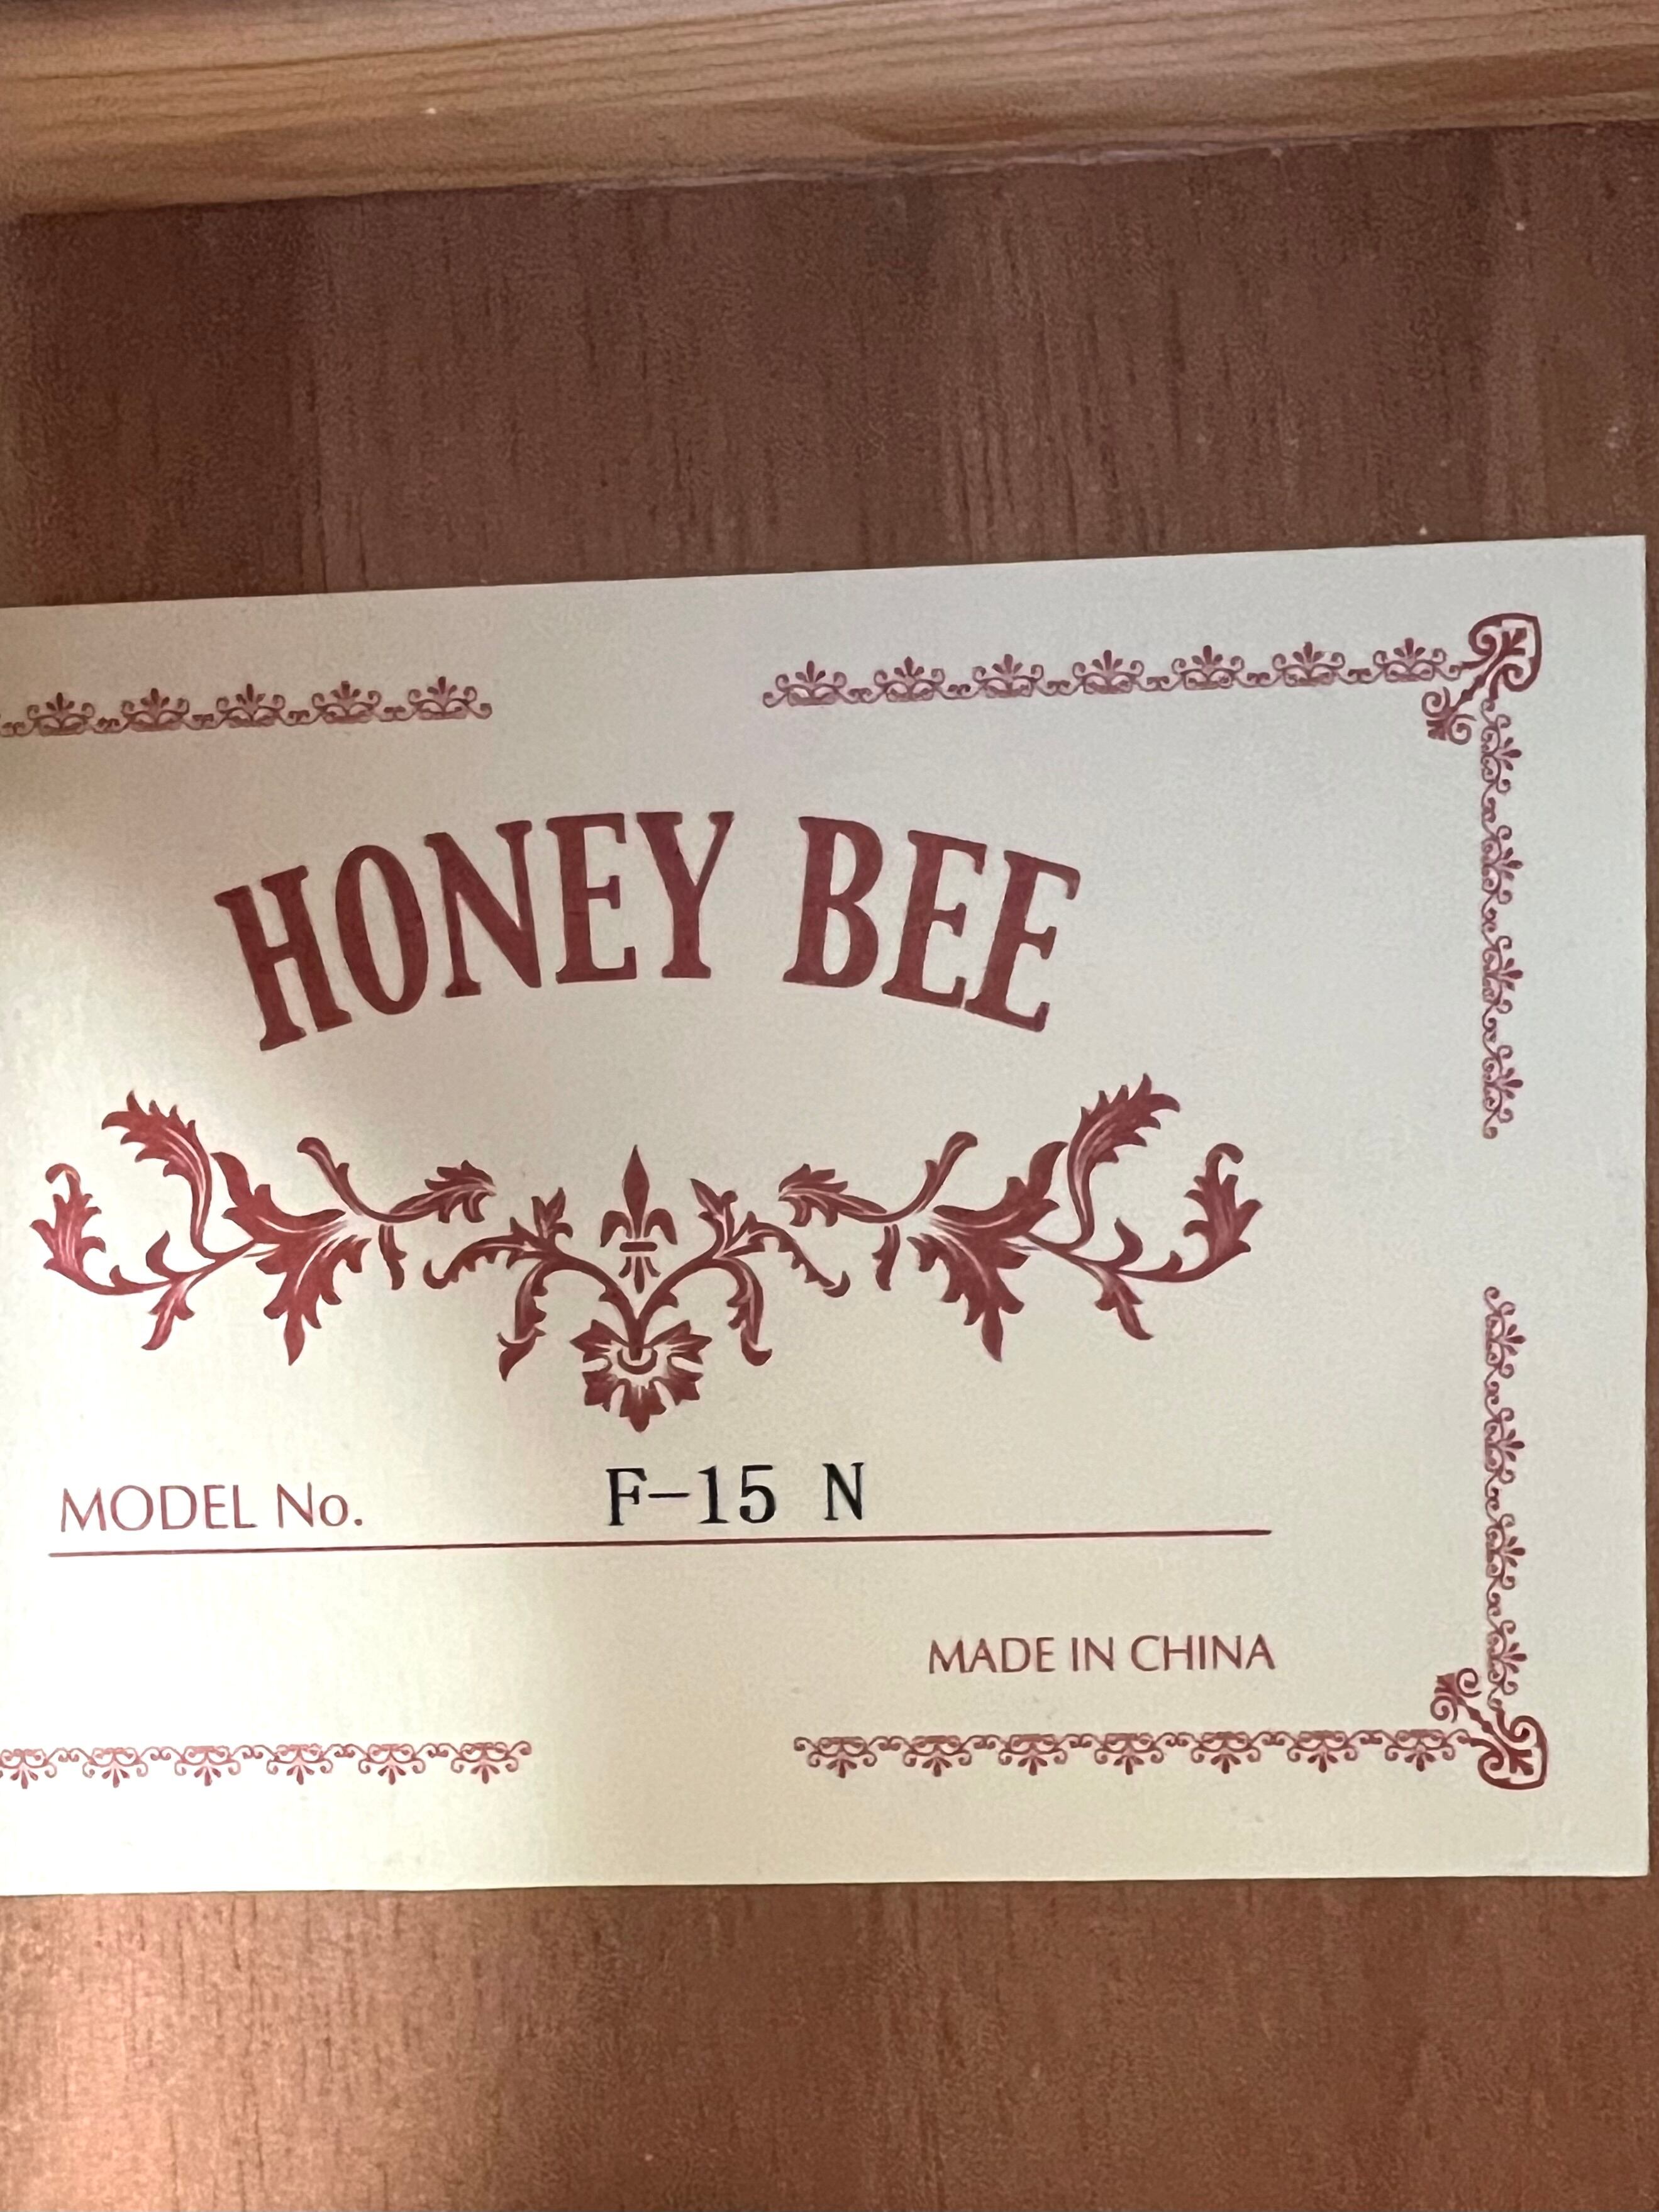 HONEY BEE
MODEL No. F-15 N
MADE IN CHINA